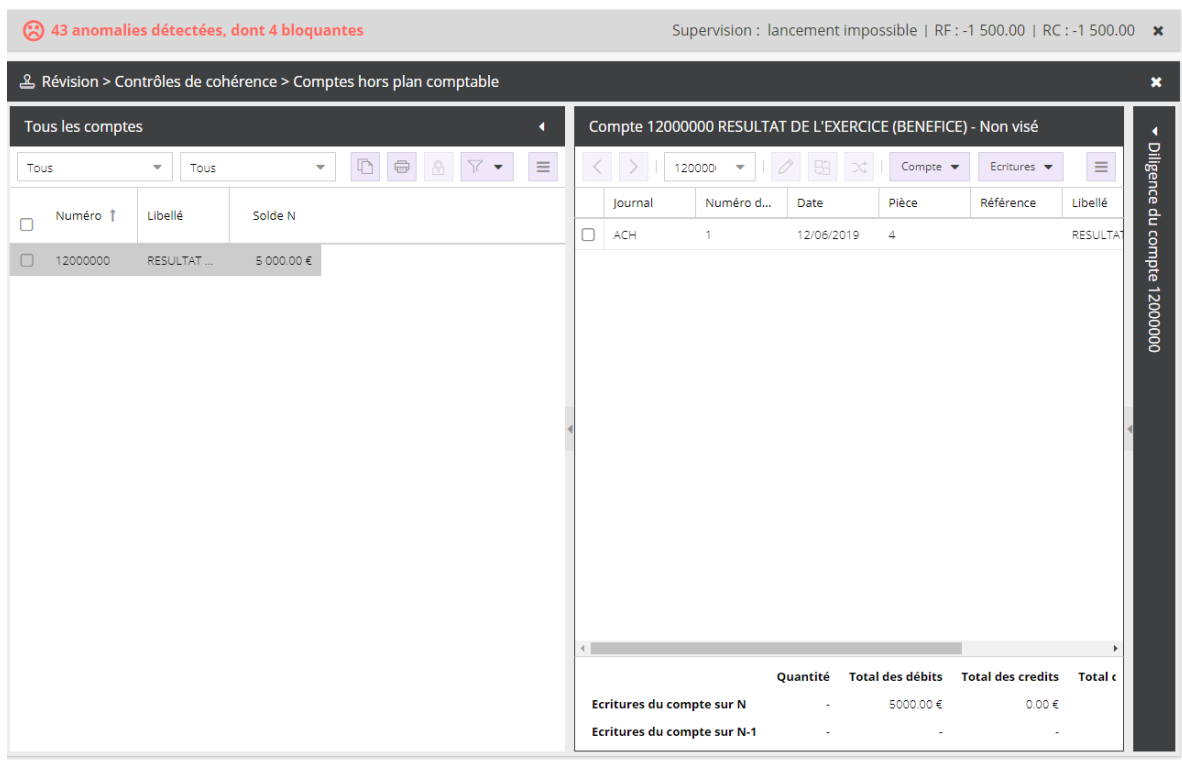 43 anomalies détectées, dont 4 bloquantes
Supervision : lancement impossible | RF : -1 500.00 | RC : -1 500.00
Révision > Contrôles de cohérence > Comptes hors plan comptable
Tous les comptes
Tous Tous
Numéro ↑ Libellé Solde N
12000000 RESULTAT ... 5 000.00 €
Compte 12000000 RESULTAT DE L'EXERCICE (BENEFICE) - Non visé
12000 Compte Ecritures
Journal Numéro d... Date Pièce Référence Libellé
ACH 1 12/06/2019 4 RESULTAT
Quantité Total des débits Total des credits Total
Ecritures du compte sur N - 5000.00 € 0.00 €
Ecritures du compte sur N-1 - - -
Diligence du compte 12000000